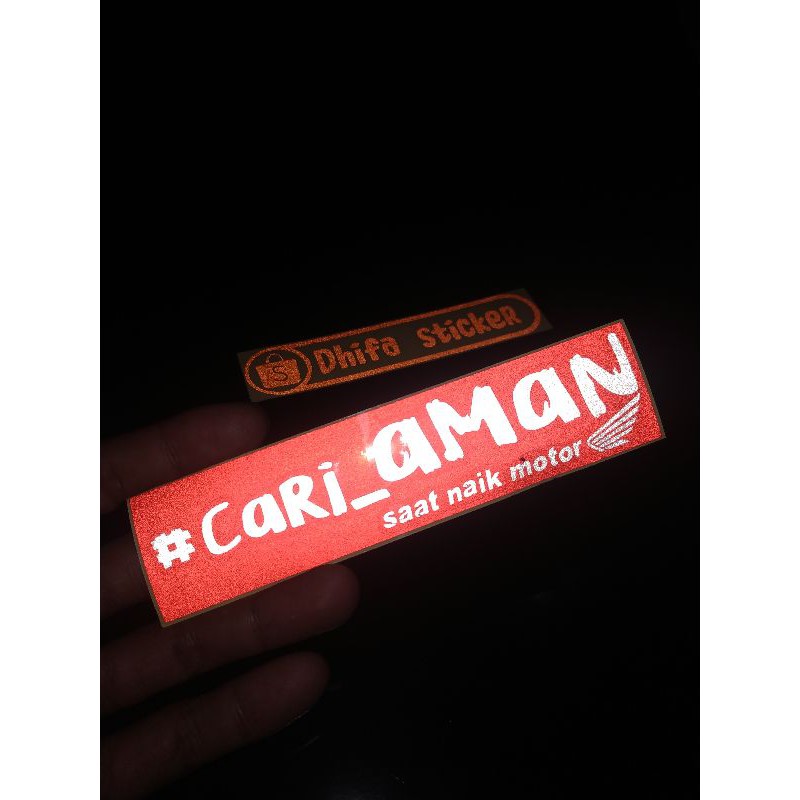 S Dhifa Sticker
#CaRi_aMaN
saat naik motor